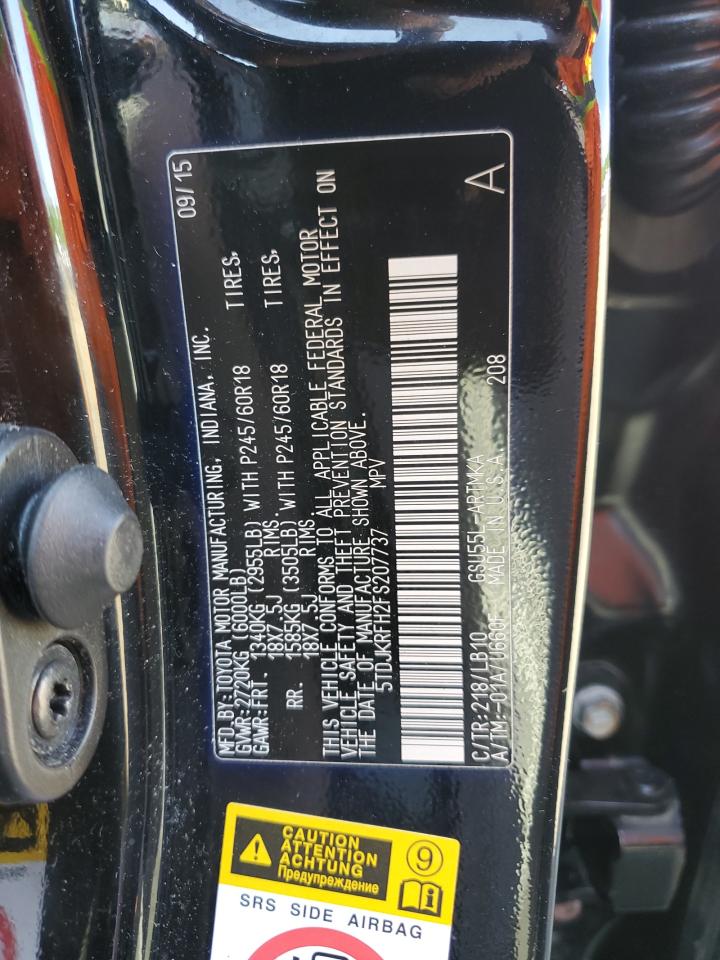 09/15
MFD.BY:TOYOTA MOTOR MANUFACTURING, INDIANA, INC.
GVWR:2720KG (6000LB)
GAWR:FRT. 1340KG (2955LB) WITH P245/60R18 TIRES,
18X7.5J RIMS
RR. 1585KG (3505LB) WITH P245/60R18 TIRES,
18X7.5J RIMS
THIS VEHICLE CONFORMS TO ALL APPLICABLE FEDERAL MOTOR
VEHICLE SAFETY AND THEFT PREVENTION STANDARDS IN EFFECT ON
THE DATE OF MANUFACTURE SHOWN ABOVE.
5TDJKRFH2FS207737 MPV
C/TR:218/LB10 GSU55L-ARTMKA
A/TM:-01A/U660F MADE IN U.S.A 208
A
CAUTION
ATTENTION
ACHTUNG
Предупреждение
9
SRS SIDE AIRBAG